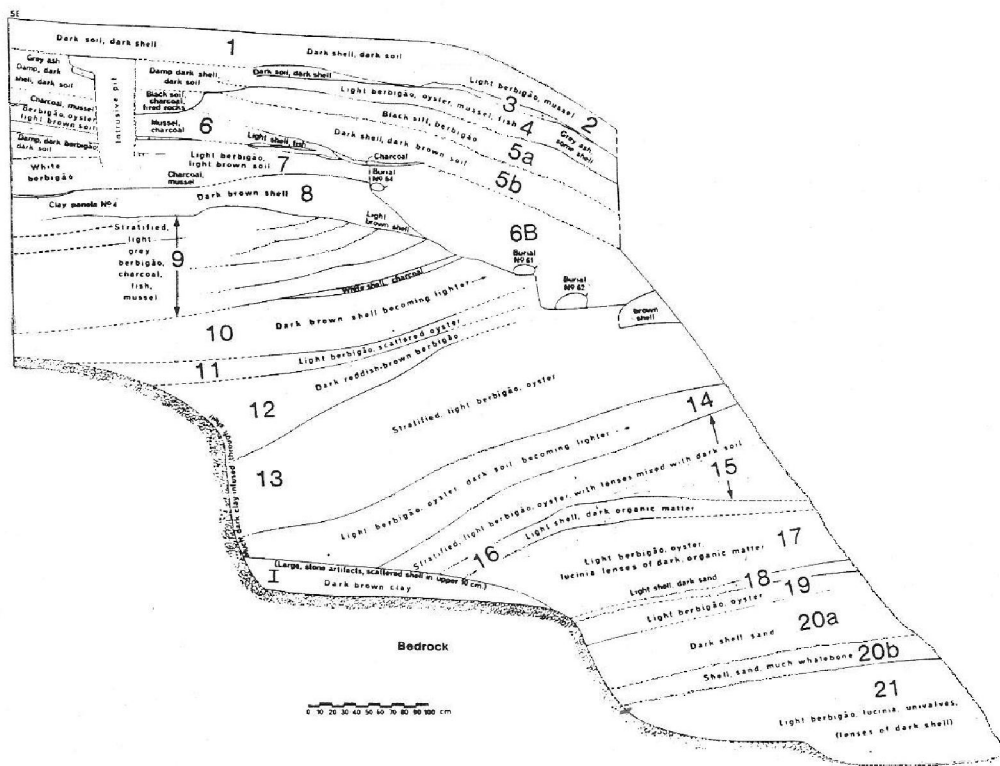 SE
Dark soil, dark shell
1
Dark shell, dark soil
Grey ash
Damp, dark
shell, dark soil
Intrusive pit
Damp dark shell,
dark soil
Dark soil, dark shell
Light berbigão, mussel
2
3
Light berbigão, oyster, mussel, fish
4
Grey ash
some shell
Charcoal, mussel
Berbigão, oyster
light brown soil
Black soil,
charcoal,
fired rocks
Black silt, berbigão
5a
Mussel,
charcoal
6
Dark shell, dark brown soil
5b
Damp, dark berbigão,
dark soil
Light shell, fish
Light berbigão,
light brown soil
7
Charcoal
White
berbigão
Charcoal,
mussel
Burial
Nº 64
Clay panels Nº 4
Dark brown shell
8
Light
brown shell
6B
Stratified,
light
grey
berbigão,
charcoal,
fish,
mussel
9
Burial
Nº 61
Burial
Nº 62
White shell, charcoal
brown
shell
10
Dark brown shell becoming lighter
11
Light berbigão, scattered oyster
Dark reddish-brown berbigão
12
Stratified, light berbigão, oyster
13
14
Light berbigão, oyster, dark soil becoming lighter
15
Stratified, light berbigão, oyster, with lenses mixed with dark soil
16
Light shell, dark organic matter
dark clay infused through
I
(Large, stone artifacts, scattered shell in upper 10 cm.)
Dark brown clay
Light berbigão, oyster,
lucinia lenses of dark, organic matter
17
Light shell, dark sand
18
Light berbigão, oyster
19
Dark shell sand
20a
Shell, sand, much whalebone
20b
21
Light berbigão, lucinia, univalves,
(lenses of dark shell)
Bedrock
0 10 20 30 40 50 60 70 80 90 100 cm